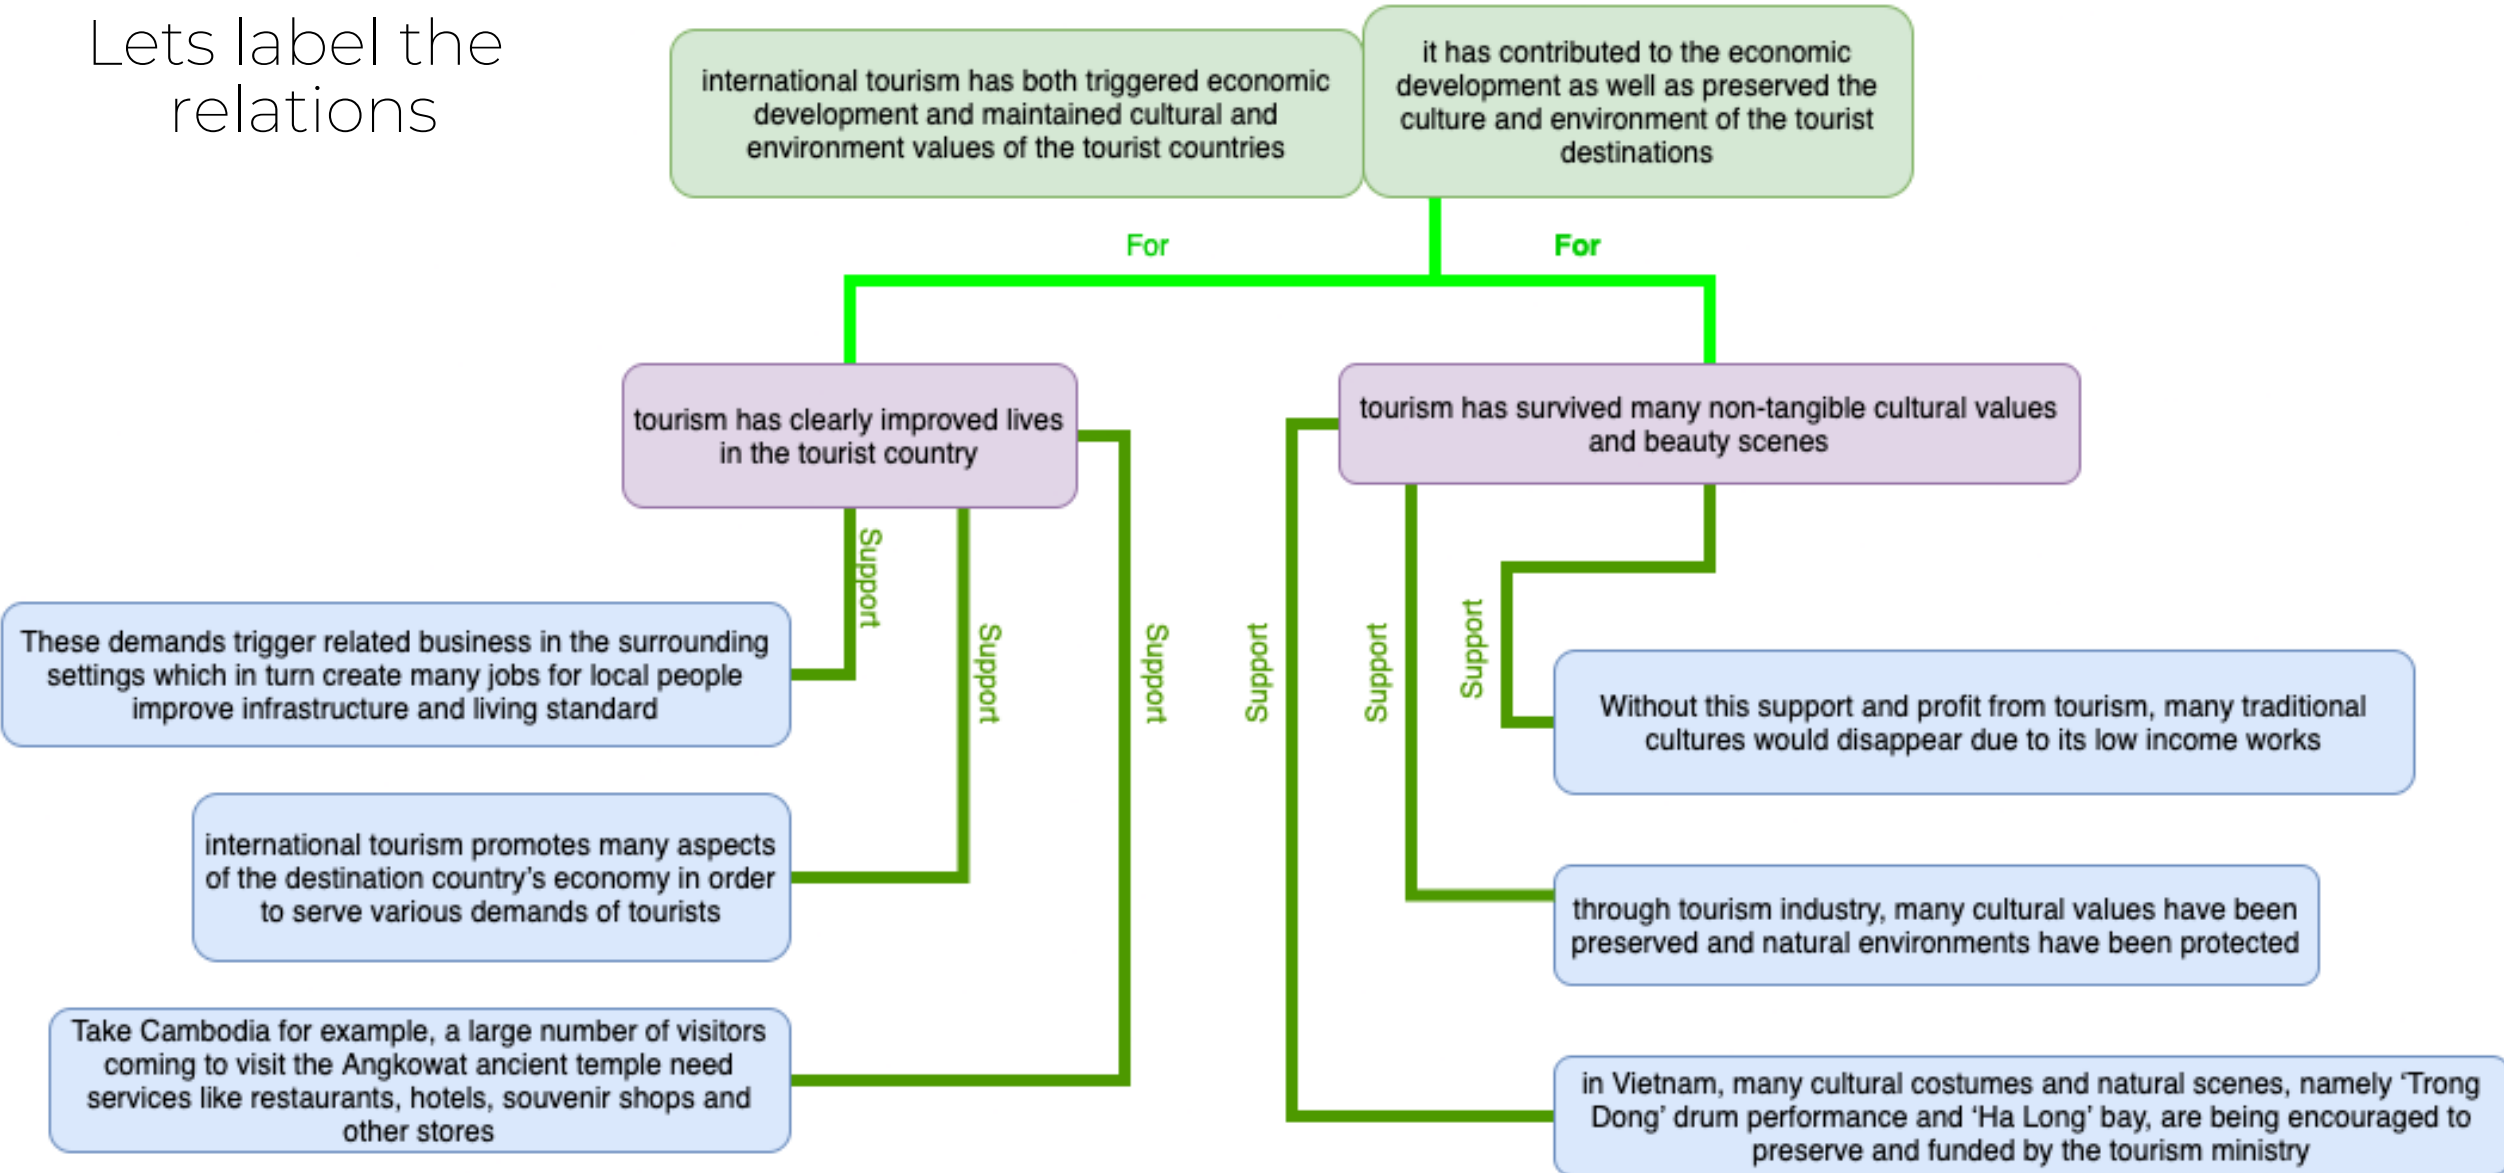 Lets label the
relations
international tourism has both triggered economic
development and maintained cultural and
environment values of the tourist countries
it has contributed to the economic
development as well as preserved the
culture and environment of the tourist
destinations
For
For
tourism has clearly improved lives
in the tourist country
tourism has survived many non-tangible cultural values
and beauty scenes
Support
Support
Support
Support
Support
Support
These demands trigger related business in the surrounding
settings which in turn create many jobs for local people
improve infrastructure and living standard
international tourism promotes many aspects
of the destination country's economy in order
to serve various demands of tourists
Take Cambodia for example, a large number of visitors
coming to visit the Angkowat ancient temple need
services like restaurants, hotels, souvenir shops and
other stores
Without this support and profit from tourism, many traditional
cultures would disappear due to its low income works
through tourism industry, many cultural values have been
preserved and natural environments have been protected
in Vietnam, many cultural costumes and natural scenes, namely ‘Trong
Dong’ drum performance and ‘Ha Long’ bay, are being encouraged to
preserve and funded by the tourism ministry